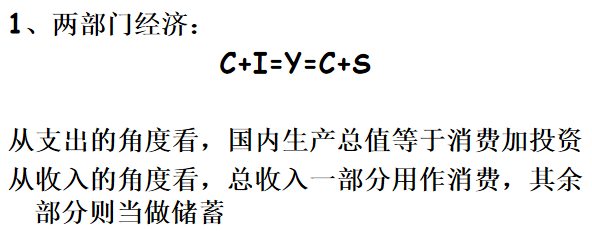 1、两部门经济：
C+I=Y=C+S
从支出的角度看，国内生产总值等于消费加投资
从收入的角度看，总收入一部分用作消费，其余
部分则当做储蓄